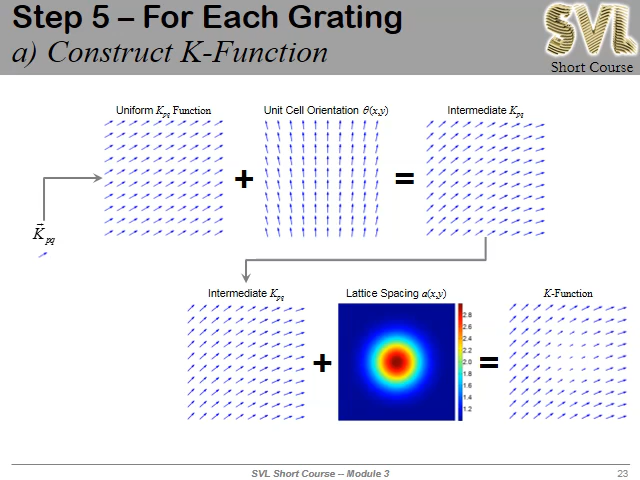 Step 5 – For Each Grating
a) Construct K-Function
SVL
Short Course
Uniform Kpq Function
Unit Cell Orientation θ(x,y)
Intermediate Kpq
+
=
K⃗pq
Intermediate Kpq
Lattice Spacing a(x,y)
K-Function
+
=
2.8
2.6
2.4
2.2
2.0
1.8
1.6
1.4
1.2
SVL Short Course -- Module 3
23